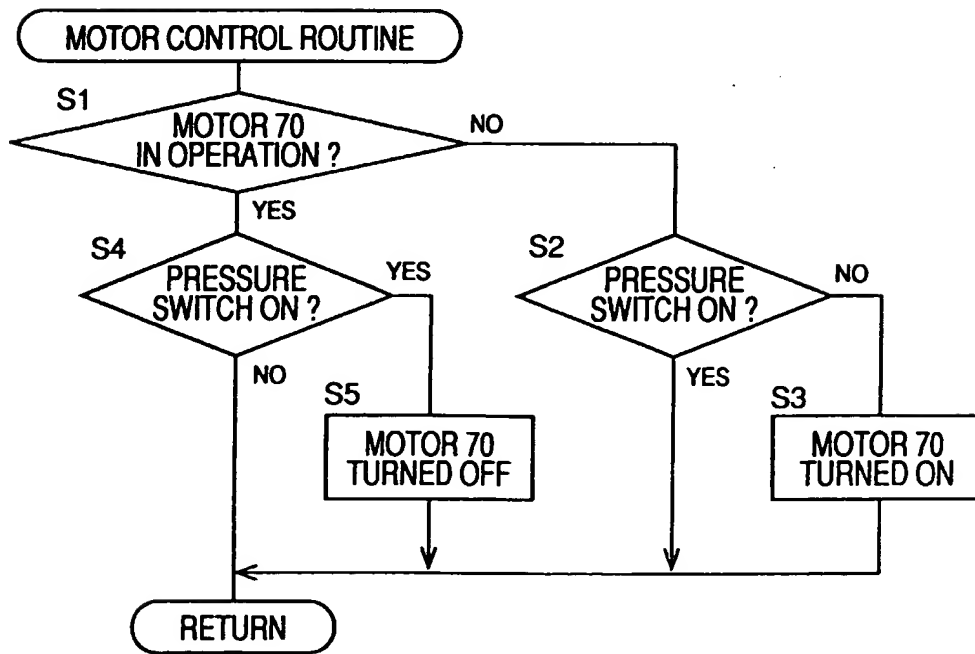 MOTOR CONTROL ROUTINE
S1
MOTOR 70
IN OPERATION ?
NO
YES
S4
PRESSURE
SWITCH ON ?
YES
NO
S2
PRESSURE
SWITCH ON ?
NO
YES
S5
MOTOR 70
TURNED OFF
S3
MOTOR 70
TURNED ON
RETURN